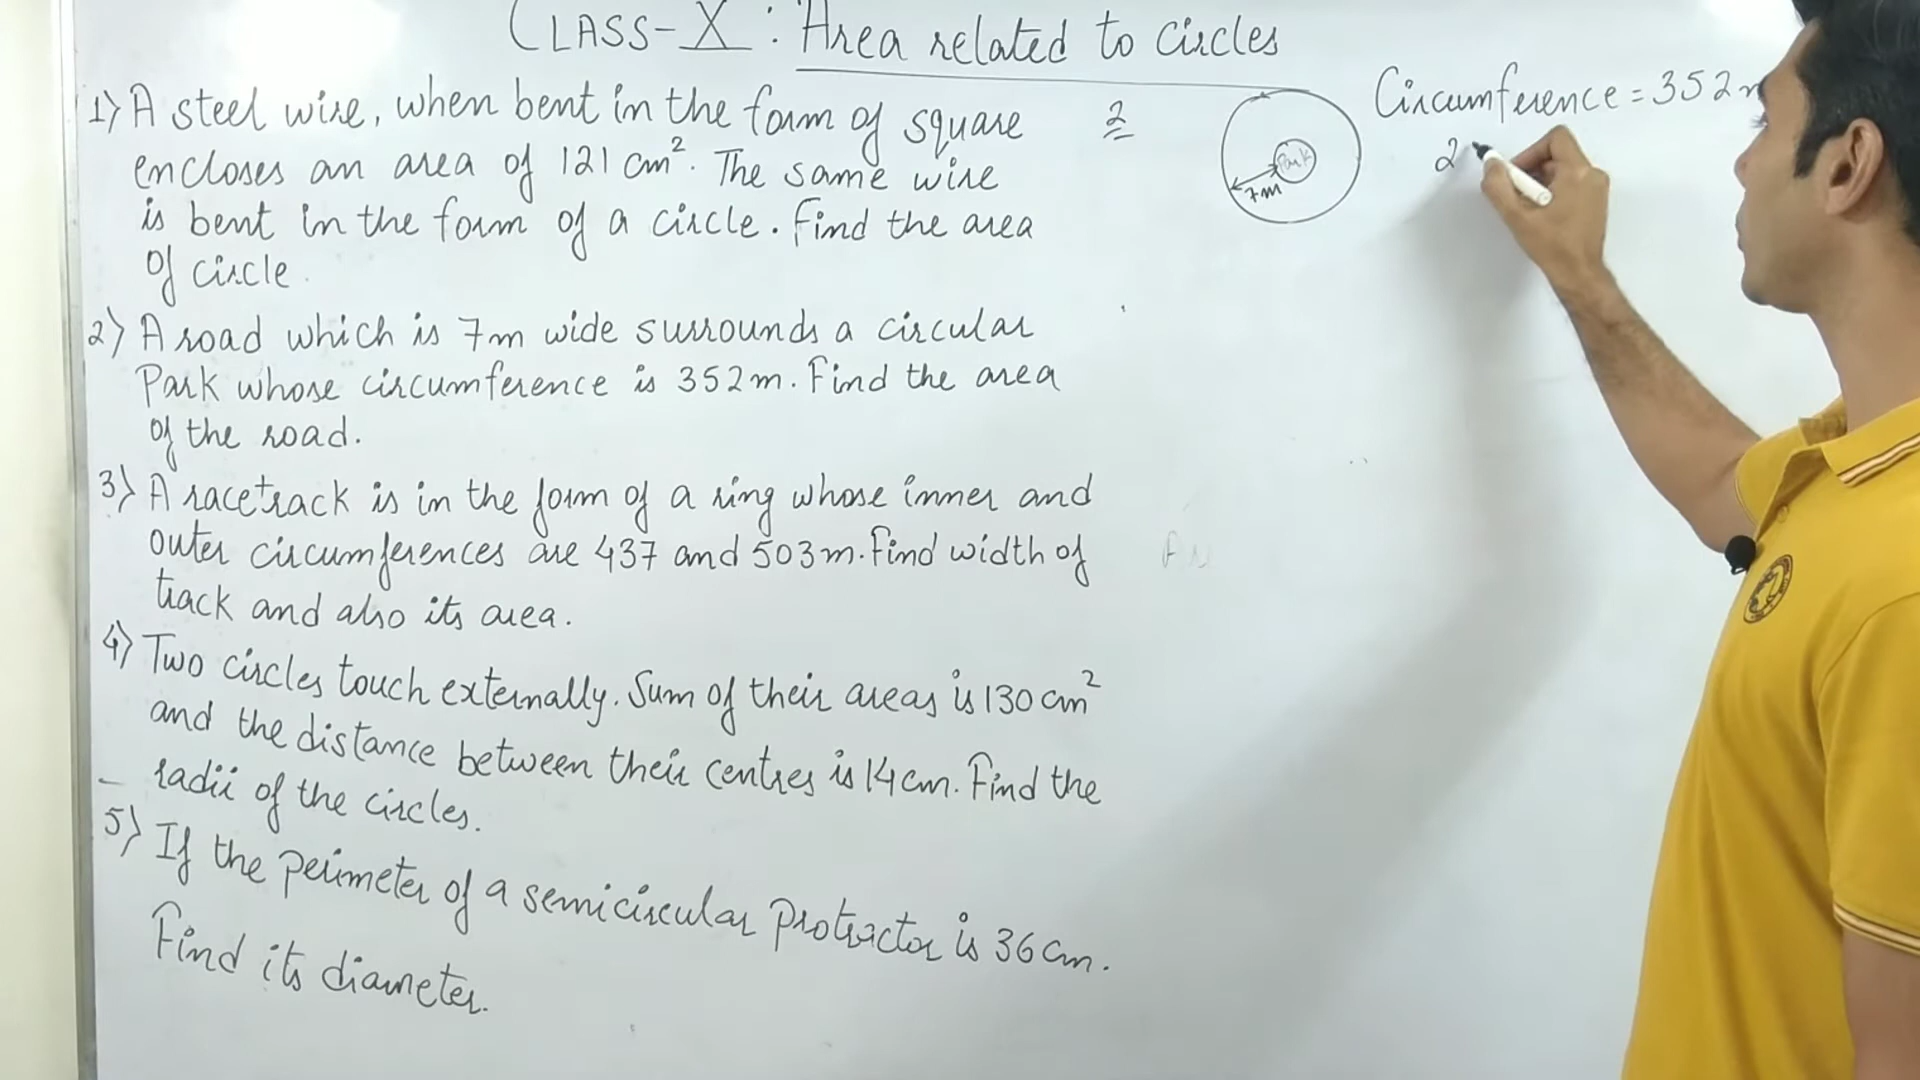 CLASS-X : Area related to circles
1) A steel wire, when bent in the form of square
encloses an area of 121 cm². The same wire
is bent in the form of a circle. Find the area
of circle.
2) A road which is 7m wide surrounds a circular
Park whose circumference is 352m. Find the area
of the road.
3) A racetrack is in the form of a ring whose inner and
outer circumferences are 437 and 503m. Find width of
track and also its area.
4) Two circles touch externally. Sum of their areas is 130 cm²
and the distance between their centres is 14cm. Find the
radii of the circles.
5) If the perimeter of a semicircular Protractor is 36cm.
Find its diameter.
2
Park
7m
Circumference = 352
2